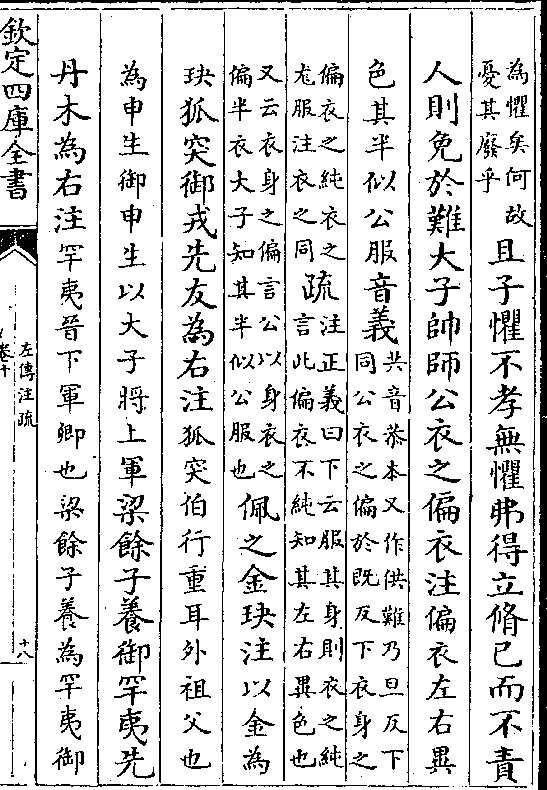 為懼矣何故
憂其廢乎
且子懼不孝無懼弗得立脩已而不責
人則免於難大子帥師公衣之偏衣注偏衣左右異
色其半似公服音義
共音恭本又作供難乃旦反下
同公衣之偏於既反下衣身之
偏衣之純衣之
尨服注衣之同
疏
注正義曰下云服其身則衣之純
言此偏衣不純知其左右異色也
又云衣身之偏言公以身衣之
偏半衣大子知其半似公服也
佩之金玦注以金為
玦狐突御戎先友為右注狐突伯行重耳外祖父也
為申生御申生以大子將上軍梁餘子養御罕夷先
丹木為右注罕夷晉下軍卿也梁餘子養為罕夷御
欽定四庫全書
左傳注疏
卷十
十八